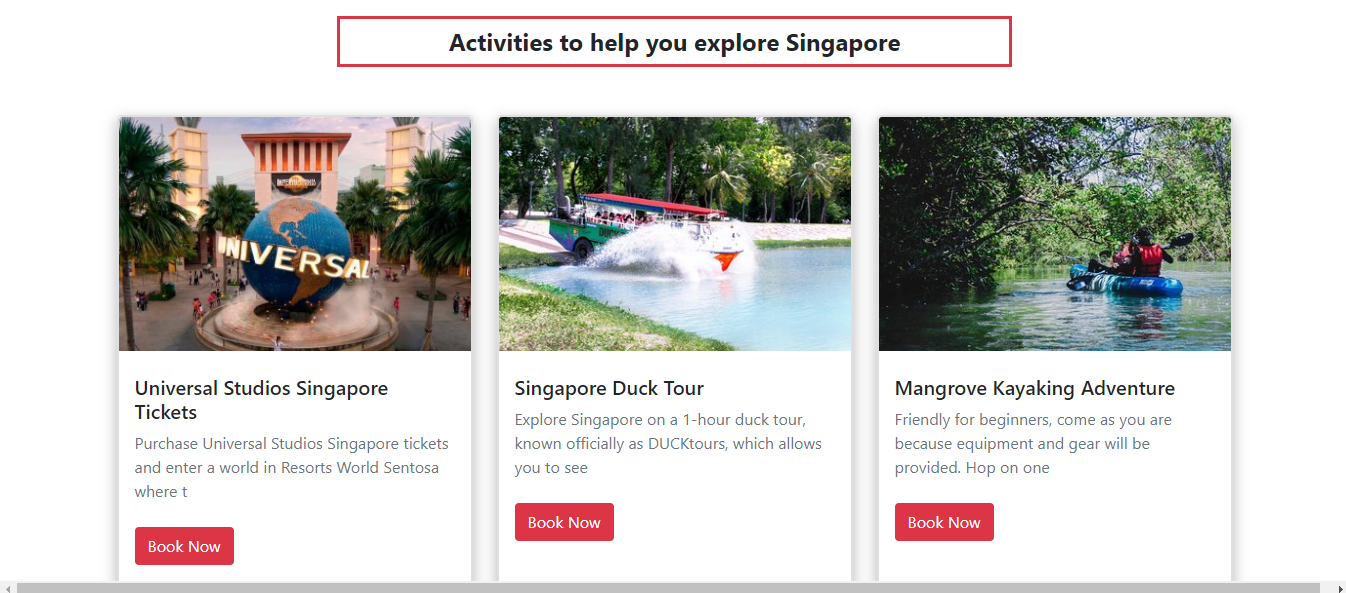 Activities to help you explore Singapore
UNIVERSAL STUDIOS
UNIVERSAL
Universal Studios Singapore
Tickets
Purchase Universal Studios Singapore tickets
and enter a world in Resorts World Sentosa
where t
Book Now
Singapore Duck Tour
Explore Singapore on a 1-hour duck tour,
known officially as DUCKtours, which allows
you to see
Book Now
Mangrove Kayaking Adventure
Friendly for beginners, come as you are
because equipment and gear will be
provided. Hop on one
Book Now